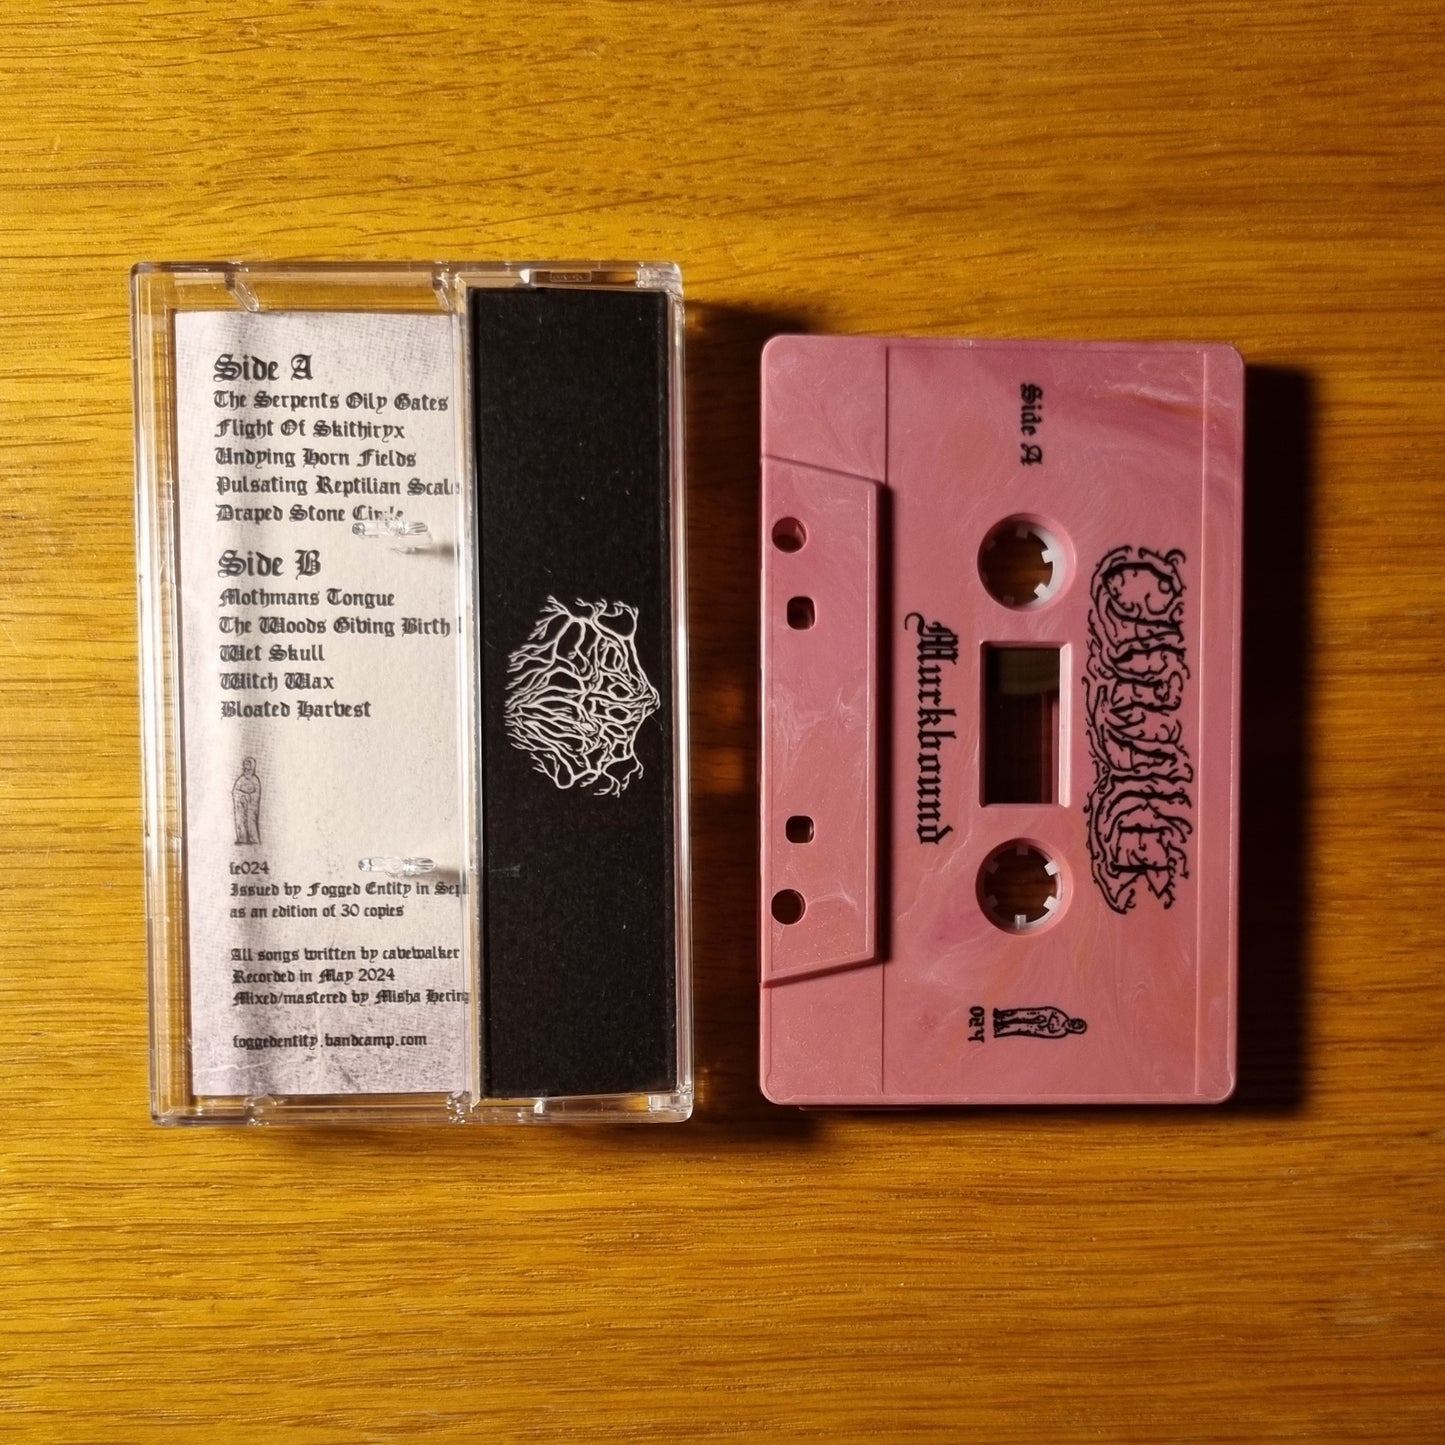 Side A
The Serpents Oily Gates
Flight Of Skithiryx
Undying Horn Fields
Pulsating Reptilian
Draped Stone Circle
Side B
Mothmans Tongue
The Woods Giving Birth
Wet Skull
Witch Wax
Bloated Harvest
fe024
Issued by Fogged Entity in
as an edition of 30 copies
All songs written by cavewalker
Recorded in May 2024
Mixed/mastered by Misha
foggedentity.bandcamp.com
Side A
CAVEWALKER
Murkbound
024